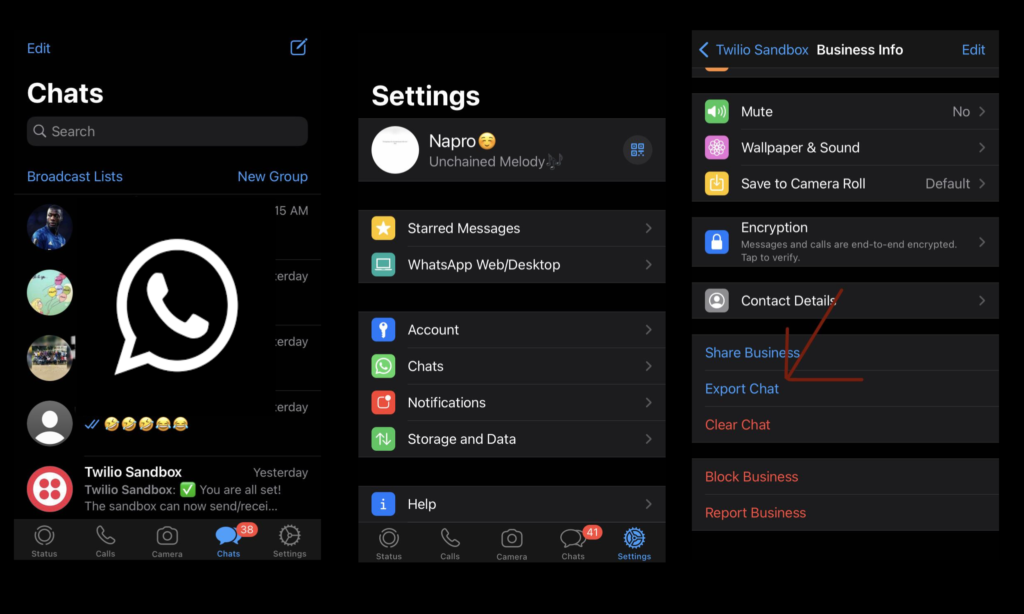 Edit
Chats
Search
Broadcast Lists New Group
15 AM
erday
erday
erday
🤣🤣🤣😂😂
Twilio Sandbox Yesterday
Twilio Sandbox: ✅ You are all set!
The sandbox can now send/recei...
38
Status Calls Camera Chats Settings
Settings
Napro☺️
Unchained Melody🎶
Starred Messages
WhatsApp Web/Desktop
Account
Chats
Notifications
Storage and Data
Help
41
Status Calls Camera Chats Settings
Twilio Sandbox Business Info Edit
Mute No
Wallpaper & Sound
Save to Camera Roll Default
Encryption
Messages and calls are end-to-end encrypted.
Tap to verify.
Contact Details
Share Business
Export Chat
Clear Chat
Block Business
Report Business